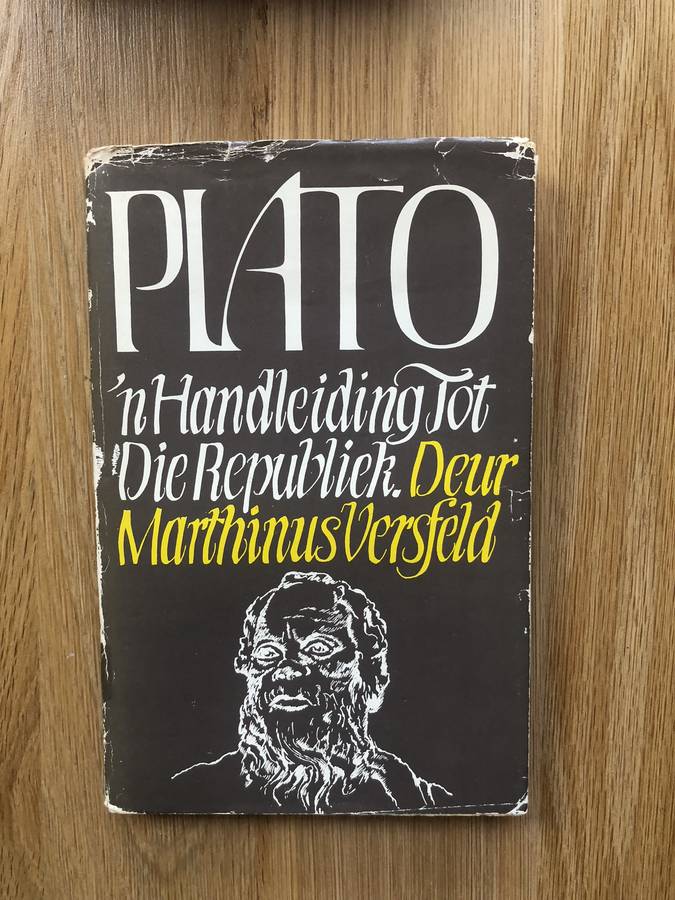 PLATO
'n Handleiding Tot
Die Republiek. Deur
Marthinus Versfeld